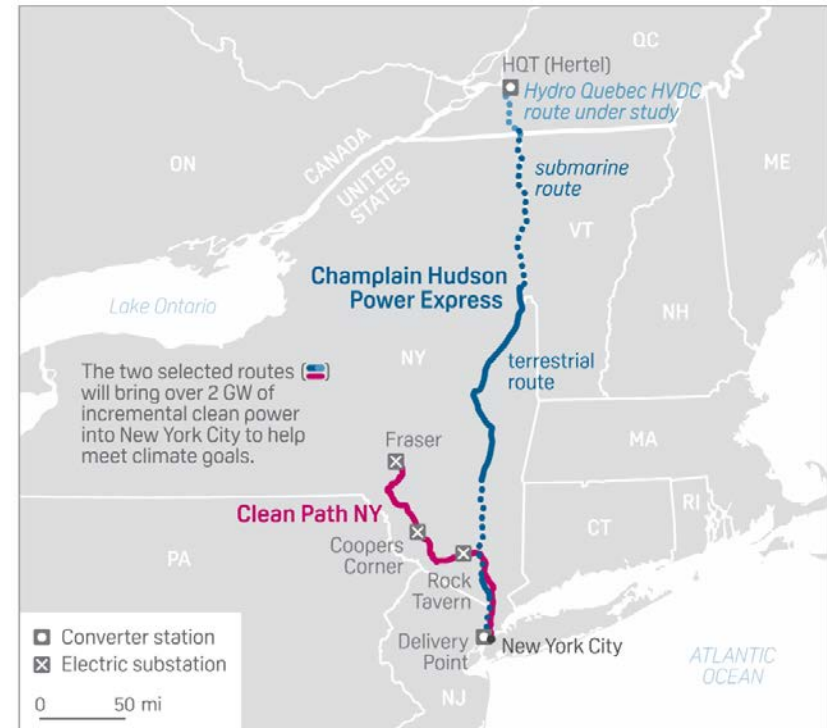 QC
HQT (Hertel)
Hydro Quebec HVDC
route under study
ME
ON
CANADA
UNITED
STATES
submarine
route
VT
Champlain Hudson
Power Express
Lake Ontario
NH
NY
terrestrial
route
The two selected routes (
)
will bring over 2 GW of
incremental clean power
into New York City to help
meet climate goals.
MA
Fraser
RI
Clean Path NY
CT
PA
Coopers
Corner
Rock
Tavern
Converter station
Electric substation
Delivery
Point
New York City
ATLANTIC
OCEAN
0 50 mi
NJ